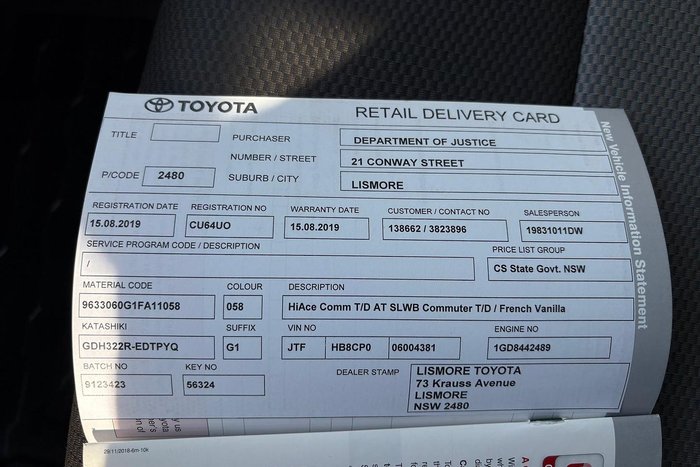 TOYOTA RETAIL DELIVERY CARD
TITLE PURCHASER DEPARTMENT OF JUSTICE
NUMBER / STREET 21 CONWAY STREET
P/CODE 2480 SUBURB / CITY LISMORE
REGISTRATION DATE REGISTRATION NO WARRANTY DATE CUSTOMER / CONTACT NO SALESPERSON
15.08.2019 CU64UO 15.08.2019 138662 / 3823896 19831011DW
SERVICE PROGRAM CODE / DESCRIPTION PRICE LIST GROUP
/ CS State Govt. NSW
MATERIAL CODE COLOUR DESCRIPTION
9633060G1FA11058 058 HiAce Comm T/D AT SLWB Commuter T/D / French Vanilla
KATASHIKI SUFFIX VIN NO ENGINE NO
GDH322R-EDTPYQ G1 JTF HB8CP0 06004381 1GD8442489
BATCH NO KEY NO DEALER STAMP LISMORE TOYOTA
9123423 56324 73 Krauss Avenue
LISMORE
NSW 2480
New Vehicle Information Statement
29/11/2018-6m-10k